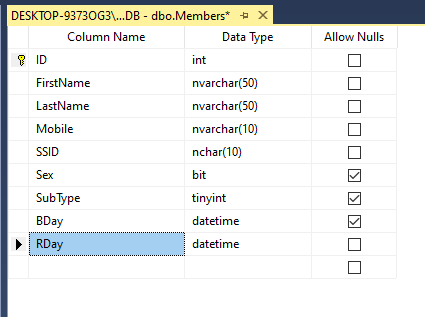 DESKTOP-9373OG3\...DB - dbo.Members*
Column Name Data Type Allow Nulls
ID int
FirstName nvarchar(50)
LastName nvarchar(50)
Mobile nvarchar(10)
SSID nchar(10)
Sex bit
SubType tinyint
BDay datetime
RDay datetime